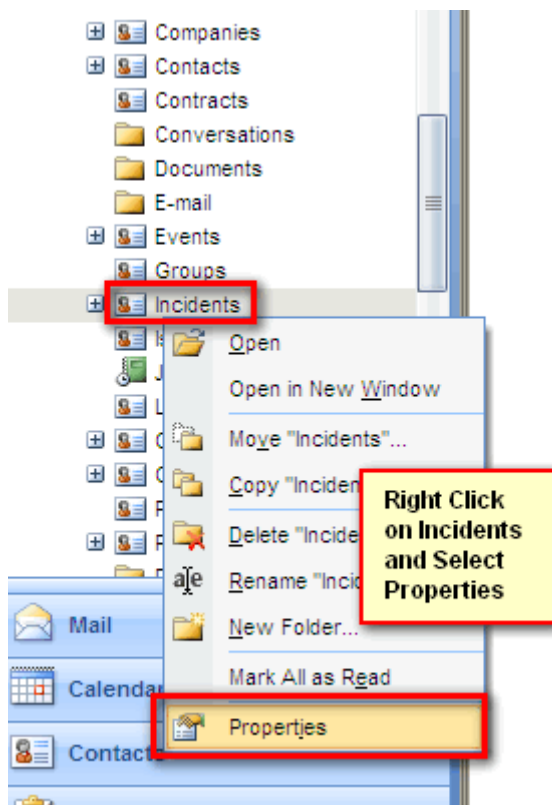 Companies
Contacts
Contracts
Conversations
Documents
E-mail
Events
Groups
Incidents
Open
Open in New Window
Move "Incidents"...
Copy "Inciden
Delete "Incide
Rename "Inci
New Folder...
Mark All as Read
Properties
Right Click
on Incidents
and Select
Properties
Mail
Calenda
Contacts